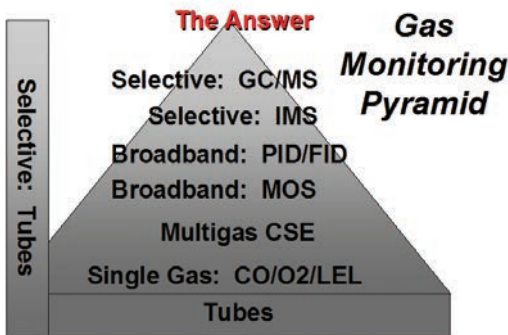 The Answer
Gas
Monitoring
Pyramid
Selective: Tubes
Selective: GC/MS
Selective: IMS
Broadband: PID/FID
Broadband: MOS
Multigas CSE
Single Gas: CO/O2/LEL
Tubes